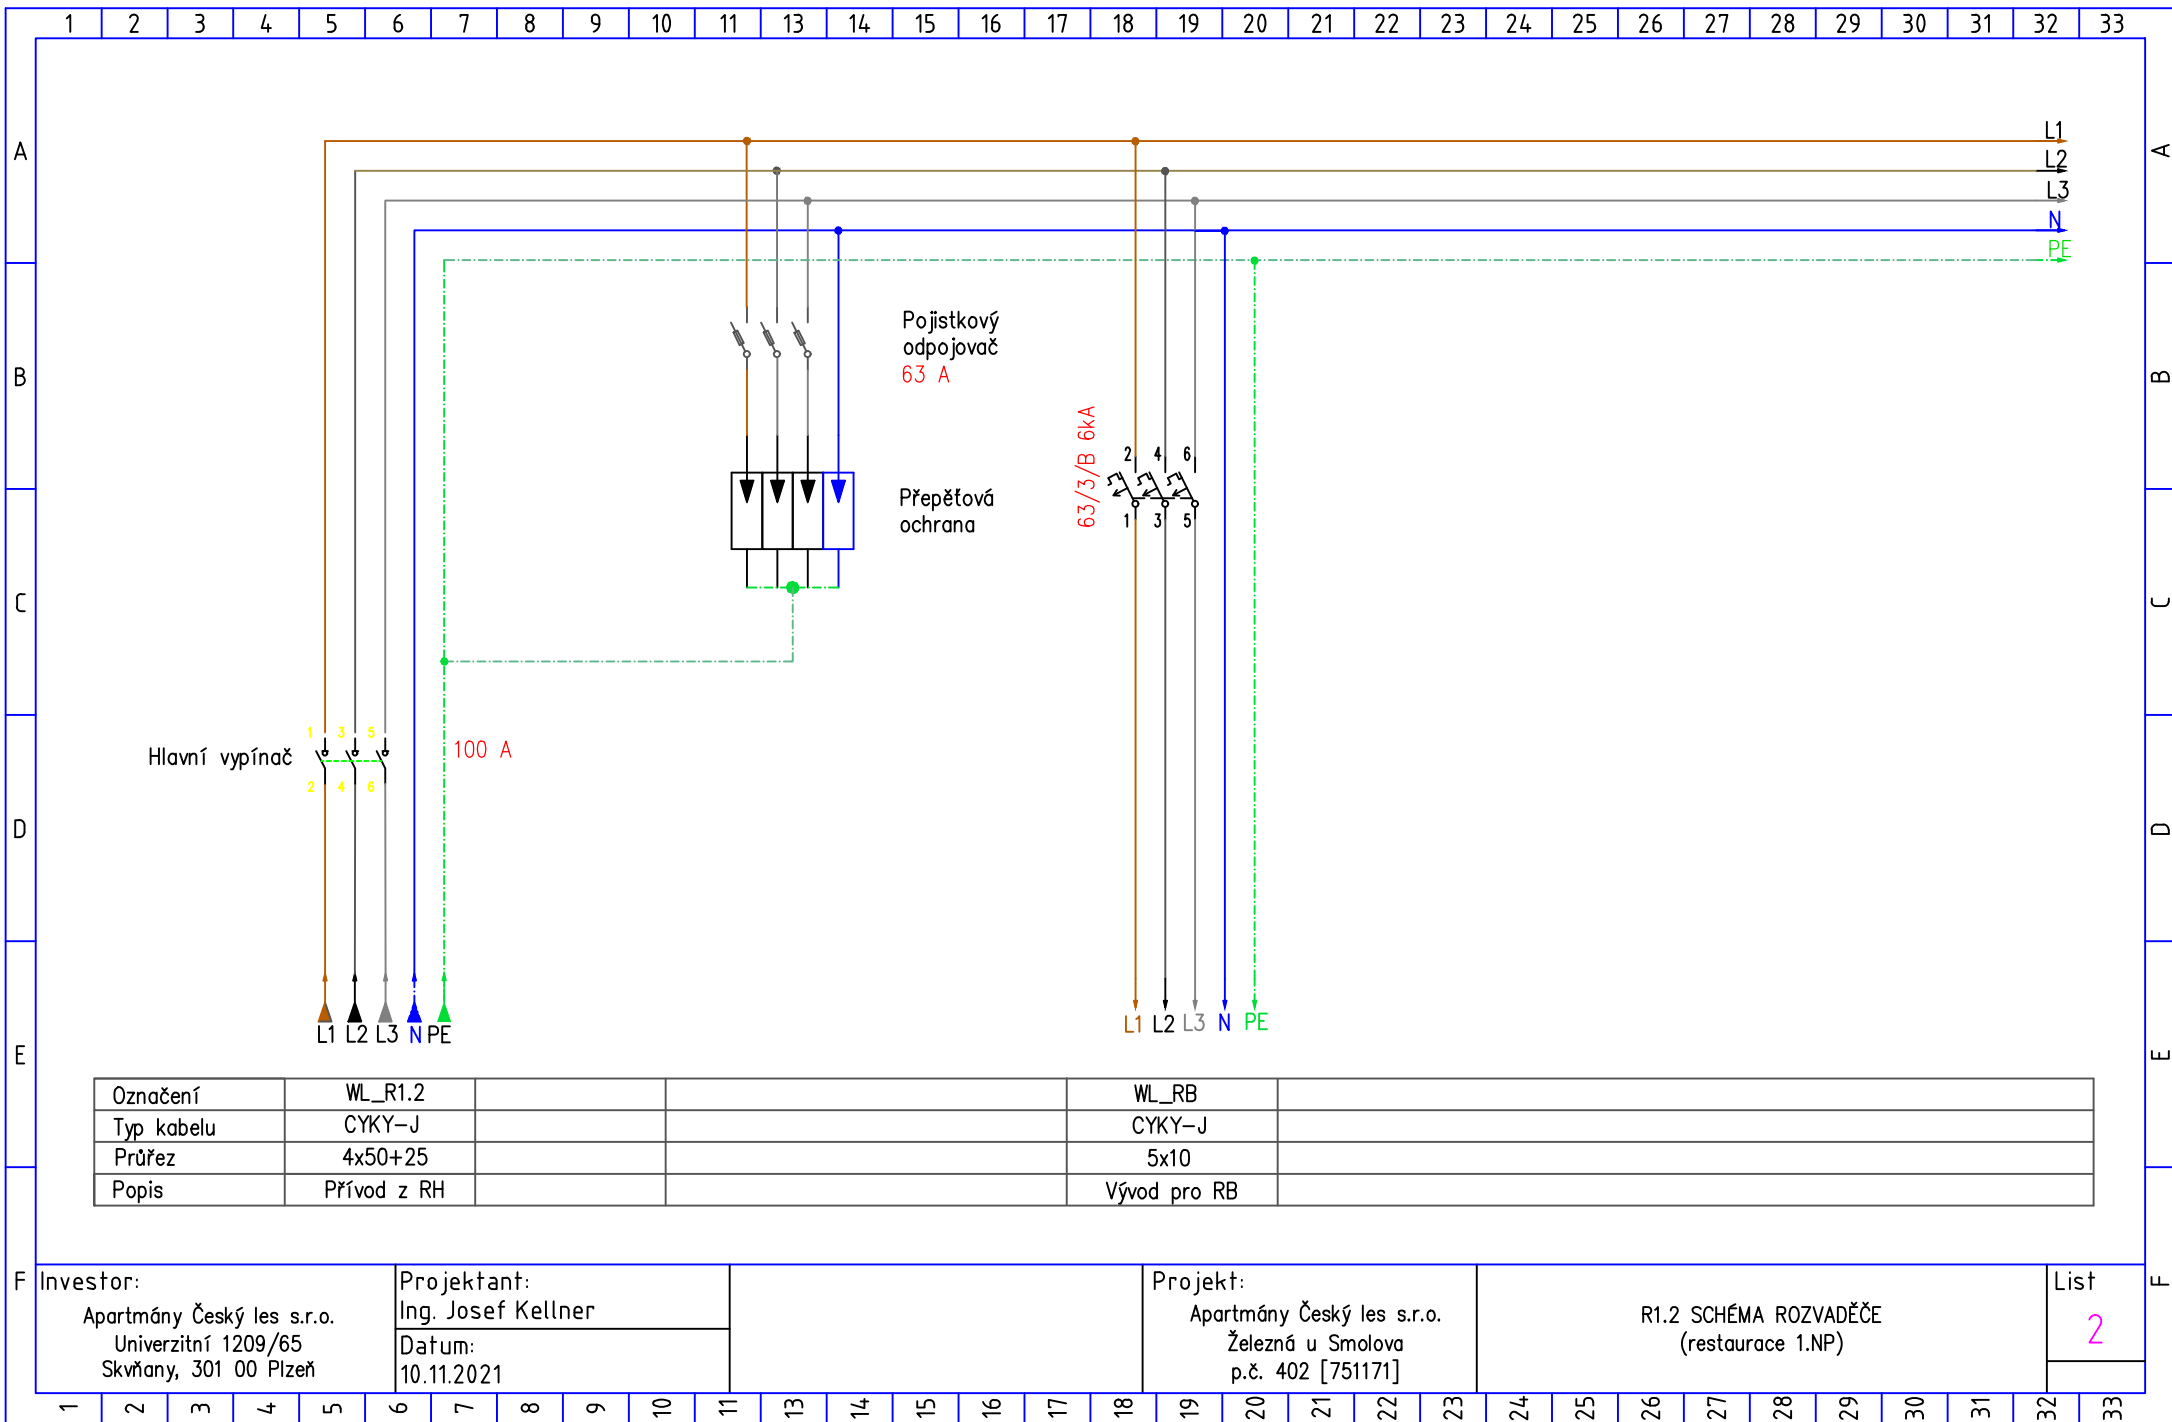 1 2 3 4 5 6 7 8 9 10 11 13 14 15 16 17 18 19 20 21 22 23 24 25 26 27 28 29 30 31 32 33
A
A
L1
L2
L3
N
PE
B
B
Pojistkový
odpojovač
63 A
63/3/B 6kA
2 4 6
1 3 5
Přepěťová
ochrana
C
C
1 3 5
Hlavní vypínač
100 A
2 4 6
D
D
L1 L2 L3 N PE
L1 L2 L3 N PE
E
E
Označení WL_R1.2 WL_RB
Typ kabelu CYKY-J CYKY-J
Průřez 4x50+25 5x10
Popis Přívod z RH Vývod pro RB
F
F
Investor:
Apartmány Český les s.r.o.
Univerzitní 1209/65
Skvňany, 301 00 Plzeň
Projektant:
Ing. Josef Kellner
Datum:
10.11.2021
Projekt:
Apartmány Český les s.r.o.
Železná u Smolova
p.č. 402 [751171]
R1.2 SCHÉMA ROZVADĚČE
(restaurace 1.NP)
List
2
1 2 3 4 5 6 7 8 9 10 11 13 14 15 16 17 18 19 20 21 22 23 24 25 26 27 28 29 30 31 32 33